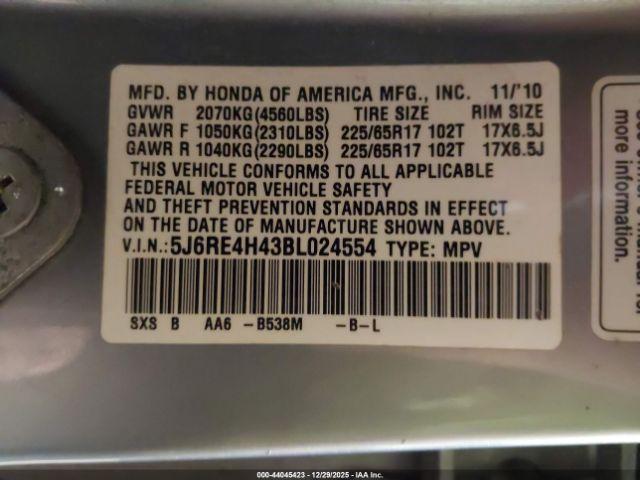 MFD. BY HONDA OF AMERICA MFG., INC. 11/'10
GVWR 2070KG(4560LBS) TIRE SIZE RIM SIZE
GAWR F 1050KG(2310LBS) 225/65R17 102T 17X6.5J
GAWR R 1040KG(2290LBS) 225/65R17 102T 17X6.5J
THIS VEHICLE CONFORMS TO ALL APPLICABLE
FEDERAL MOTOR VEHICLE SAFETY
AND THEFT PREVENTION STANDARDS IN EFFECT
ON THE DATE OF MANUFACTURE SHOWN ABOVE.
V.I.N.: 5J6RE4H43BL024554 TYPE: MPV
SXS B AA6 -B538M -B-L
more information.
000-44045423 - 12/29/2025 - IAA Inc.